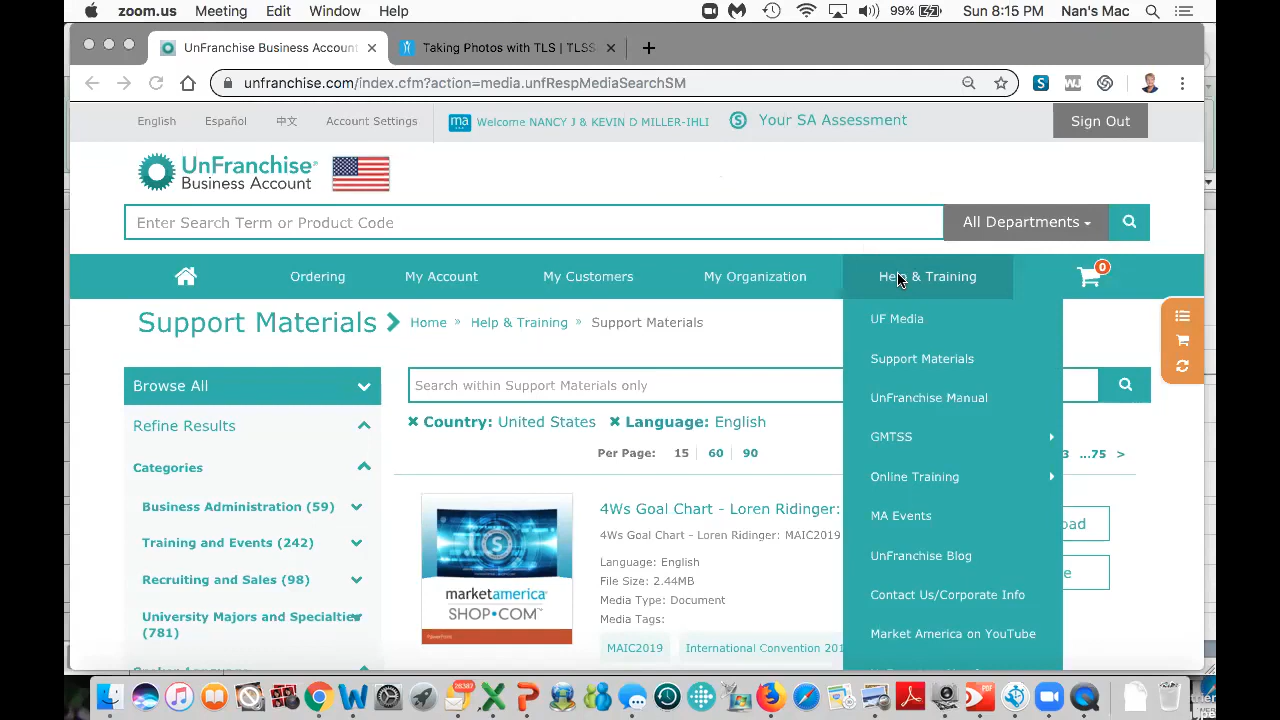 zoom.us Meeting Edit Window Help 99% Sun 8:15 PM Nan's Mac
UnFranchise Business Account Taking Photos with TLS | TLSS
unfranchise.com/index.cfm?action=media.unfRespMediaSearchSM
English Español 中文 Account Settings ma Welcome NANCY J & KEVIN D MILLER-IHLI Your SA Assessment Sign Out
UnFranchise®
Business Account
Enter Search Term or Product Code All Departments
Ordering My Account My Customers My Organization Help & Training 0
Support Materials Home » Help & Training » Support Materials
UF Media
Support Materials
UnFranchise Manual
GMTSS
Online Training
MA Events
UnFranchise Blog
Contact Us/Corporate Info
Market America on YouTube
Browse All
Refine Results
Categories
Business Administration (59)
Training and Events (242)
Recruiting and Sales (98)
University Majors and Specialties
(781)
Search within Support Materials only
Country: United States Language: English
Per Page: 15 60 90 3 ...75 >
4Ws Goal Chart - Loren Ridinger:
4Ws Goal Chart - Loren Ridinger: MAIC2019
Language: English
File Size: 2.44MB
Media Type: Document
Media Tags:
MAIC2019 International Convention 201
marketamerica®
SHOP•COM™
PowerPoint
oad
e
26387